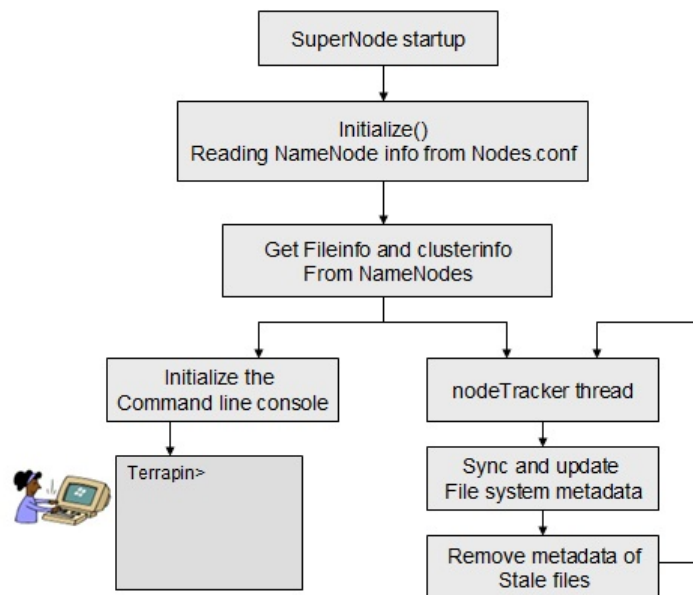 SuperNode startup
Initialize()
Reading NameNode info from Nodes.conf
Get Fileinfo and clusterinfo
From NameNodes
Initialize the
Command line console
nodeTracker thread
Terrapin>
Sync and update
File system metadata
Remove metadata of
Stale files